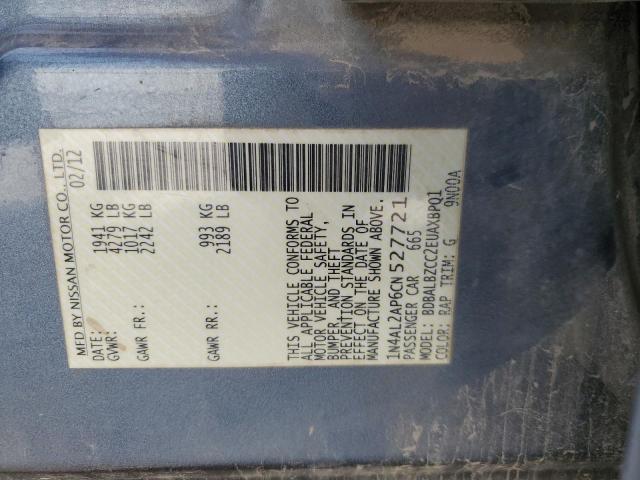 MFD BY NISSAN MOTOR CO., LTD.
DATE: 02/12
GVWR: 1941 KG
4279 LB
GAWR FR.: 1017 KG
2242 LB
GAWR RR.: 993 KG
2189 LB
THIS VEHICLE CONFORMS TO
ALL APPLICABLE FEDERAL
MOTOR VEHICLE SAFETY,
BUMPER, AND THEFT
PREVENTION STANDARDS IN
EFFECT ON THE DATE OF
MANUFACTURE SHOWN ABOVE.
1N4AL2AP6CN527721
PASSENGER CAR 665
MODEL: BDBALBZCCZEUAXBPQ1
COLOR: RAP TRIM: G 9N00A